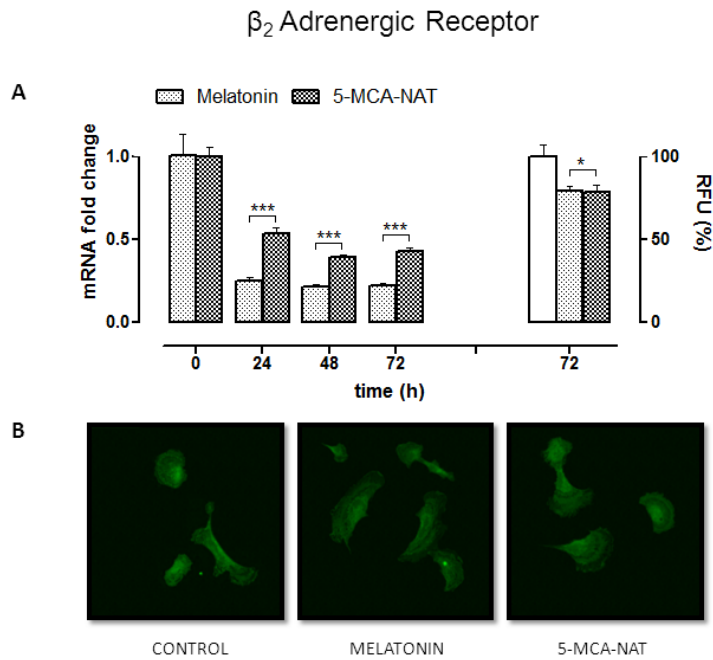 β₂ Adrenergic Receptor
A
Melatonin 5-MCA-NAT
mRNA fold change
1.0
0.5
0.0
***
***
***
*
100
50
0
RFU (%)
0 24 48 72 72
time (h)
B
CONTROL MELATONIN 5-MCA-NAT